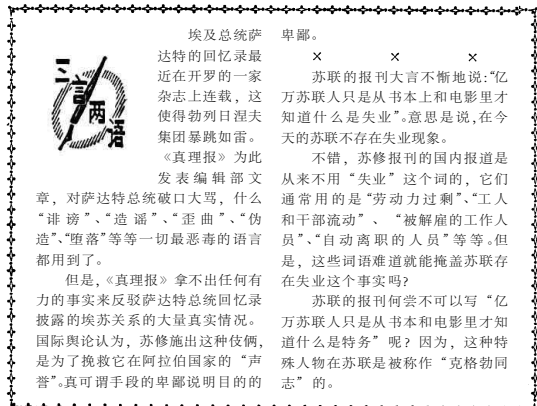 三言两语
埃及总统萨
达特的回忆录最
近在开罗的一家
杂志上连载，这
使得勃列日涅夫
集团暴跳如雷。
《真理报》为此
发表编辑部文
章，对萨达特总统破口大骂，什么
“诽谤”、“造谣”、“歪曲”、“伪
造”、“堕落”等等一切最恶毒的语言
都用到了。
但是，《真理报》拿不出任何有
力的事实来反驳萨达特总统回忆录
披露的埃苏关系的大量真实情况。
国际舆论认为，苏修施出这种伎俩，
是为了挽救它在阿拉伯国家的“声
誉”。真可谓手段的卑鄙说明目的的
卑鄙。
× × ×
苏联的报刊大言不惭地说：“亿
万苏联人只是从书本上和电影里才
知道什么是失业”。意思是说，在今
天的苏联不存在失业现象。
不错，苏修报刊的国内报道是
从来不用“失业”这个词的，它们
通常用的是“劳动力过剩”、“工人
和干部流动”、“被解雇的工作人
员”、“自动离职的人员”等等。但
是，这些词语难道就能掩盖苏联存
在失业这个事实吗？
苏联的报刊何尝不可以写“亿
万苏联人只是从书本和电影里才知
道什么是特务”呢？因为，这种特
殊人物在苏联是被称作“克格勃同
志”的。